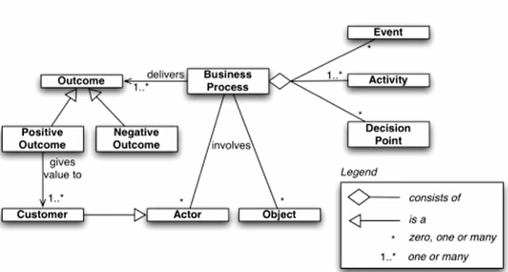 Event
*
Outcome
delivers
1..*
Business
Process
1..*
Activity
*
Decision
Point
Positive
Outcome
Negative
Outcome
involves
gives
value to
1..*
*
*
Customer
Actor
Object
Legend
consists of
is a
* zero, one or many
1..* one or many